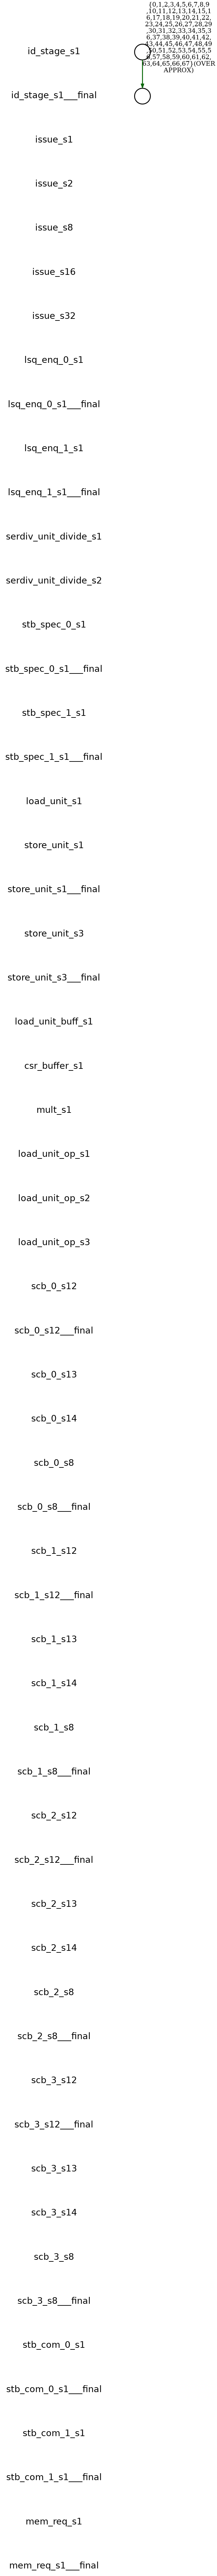 {0,1,2,3,4,5,6,7,8,9
,10,11,12,13,14,15,1
6,17,18,19,20,21,22,
23,24,25,26,27,28,29
,30,31,32,33,34,35,3
6,37,38,39,40,41,42,
43,44,45,46,47,48,49
,50,51,52,53,54,55,5
6,57,58,59,60,61,62,
63,64,65,66,67}(OVER
APPROX)
id_stage_s1
id_stage_s1___final
issue_s1
issue_s2
issue_s8
issue_s16
issue_s32
lsq_enq_0_s1
lsq_enq_0_s1___final
lsq_enq_1_s1
lsq_enq_1_s1___final
serdiv_unit_divide_s1
serdiv_unit_divide_s2
stb_spec_0_s1
stb_spec_0_s1___final
stb_spec_1_s1
stb_spec_1_s1___final
load_unit_s1
store_unit_s1
store_unit_s1___final
store_unit_s3
store_unit_s3___final
load_unit_buff_s1
csr_buffer_s1
mult_s1
load_unit_op_s1
load_unit_op_s2
load_unit_op_s3
scb_0_s12
scb_0_s12___final
scb_0_s13
scb_0_s14
scb_0_s8
scb_0_s8___final
scb_1_s12
scb_1_s12___final
scb_1_s13
scb_1_s14
scb_1_s8
scb_1_s8___final
scb_2_s12
scb_2_s12___final
scb_2_s13
scb_2_s14
scb_2_s8
scb_2_s8___final
scb_3_s12
scb_3_s12___final
scb_3_s13
scb_3_s14
scb_3_s8
scb_3_s8___final
stb_com_0_s1
stb_com_0_s1___final
stb_com_1_s1
stb_com_1_s1___final
mem_req_s1
mem_req_s1___final